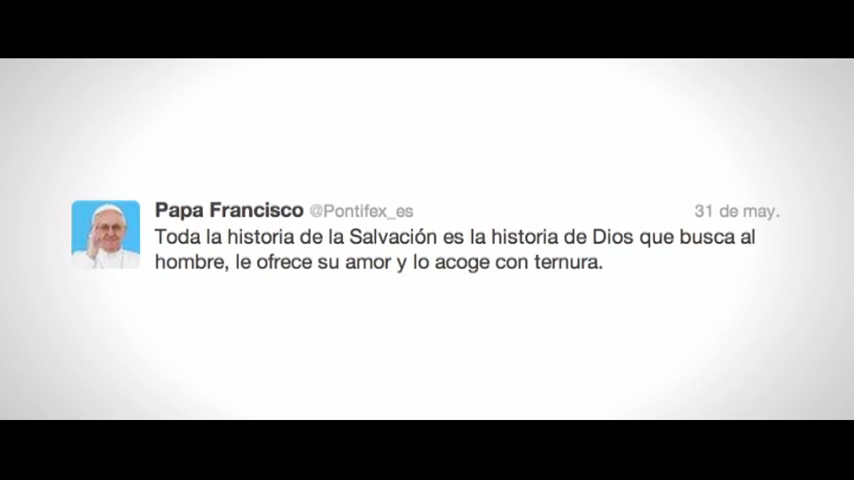 Papa Francisco @Pontifex_es 31 de may.
Toda la historia de la Salvación es la historia de Dios que busca al
hombre, le ofrece su amor y lo acoge con ternura.